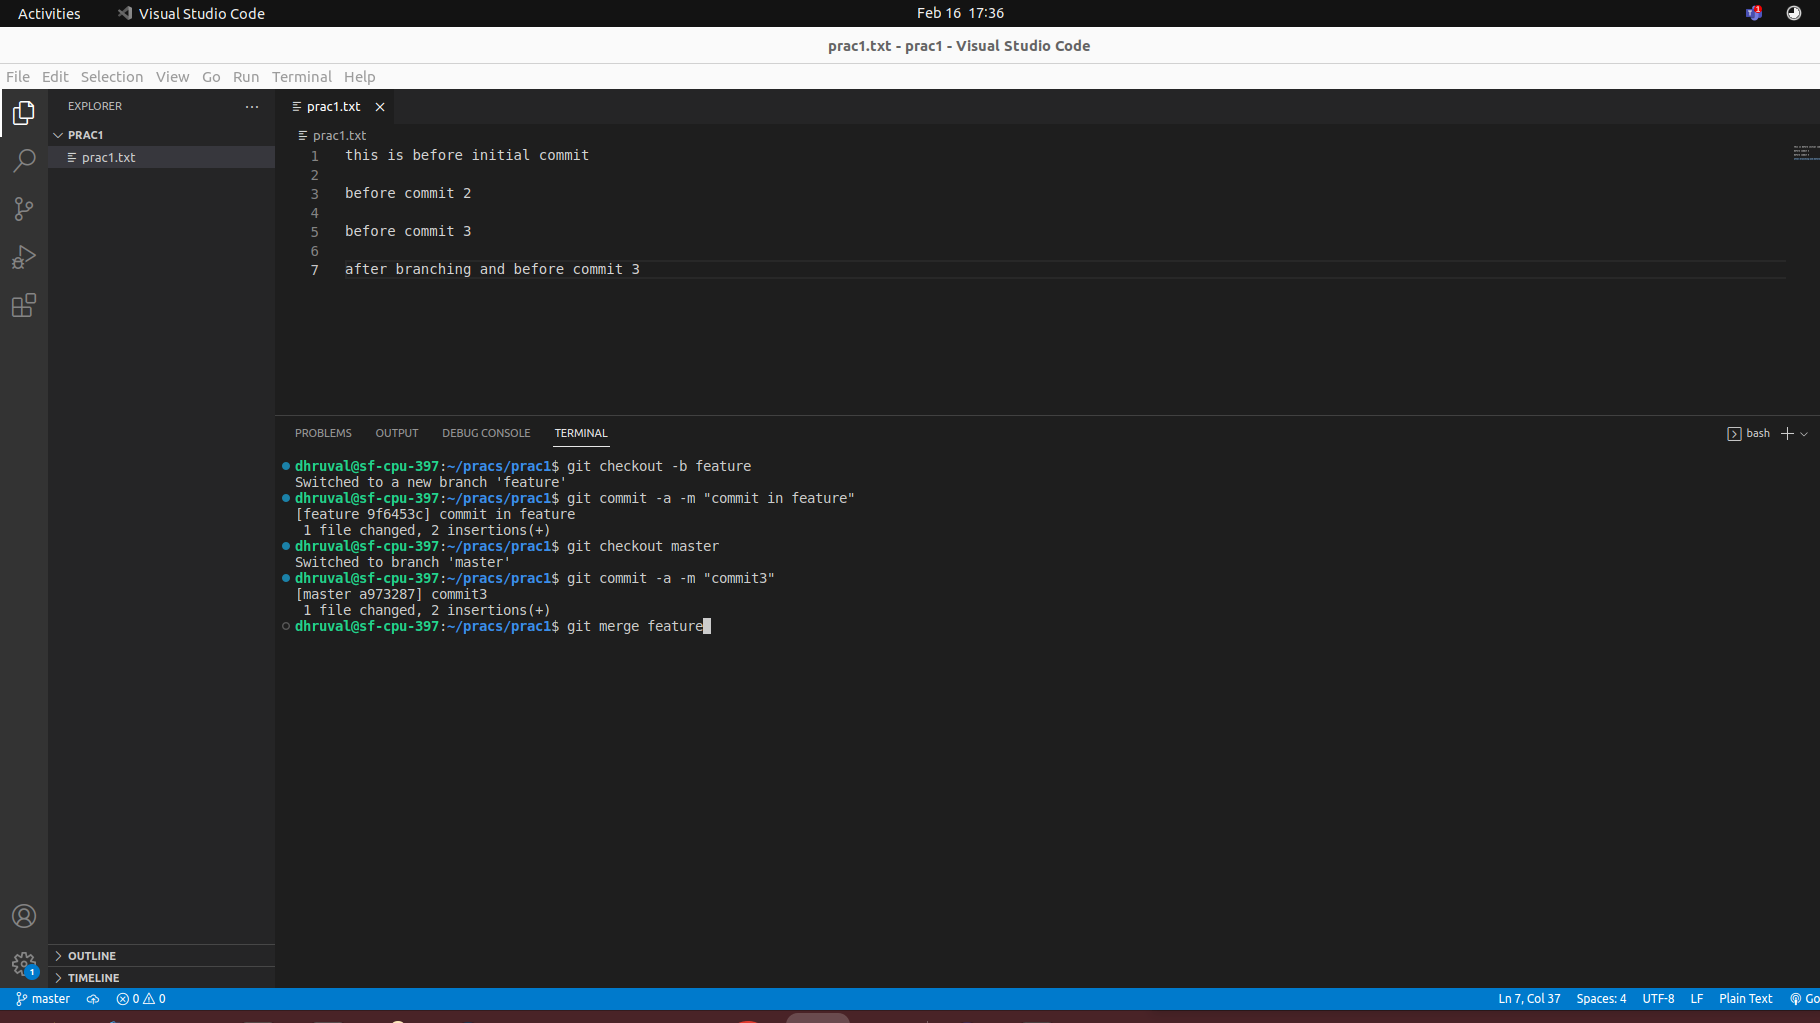 Activities Visual Studio Code Feb 16 17:36 1
prac1.txt - prac1 - Visual Studio Code
File Edit Selection View Go Run Terminal Help
EXPLORER ··· prac1.txt
PRAC1 prac1.txt
prac1.txt
1 this is before initial commit
2
3 before commit 2
4
5 before commit 3
6
7 after branching and before commit 3
PROBLEMS OUTPUT DEBUG CONSOLE TERMINAL bash
dhruval@sf-cpu-397:~/pracs/prac1$ git checkout -b feature
Switched to a new branch 'feature'
dhruval@sf-cpu-397:~/pracs/prac1$ git commit -a -m "commit in feature"
[feature 9f6453c] commit in feature
1 file changed, 2 insertions(+)
dhruval@sf-cpu-397:~/pracs/prac1$ git checkout master
Switched to branch 'master'
dhruval@sf-cpu-397:~/pracs/prac1$ git commit -a -m "commit3"
[master a973287] commit3
1 file changed, 2 insertions(+)
dhruval@sf-cpu-397:~/pracs/prac1$ git merge feature
OUTLINE
1
TIMELINE
master 0 0 Ln 7, Col 37 Spaces: 4 UTF-8 LF Plain Text Go